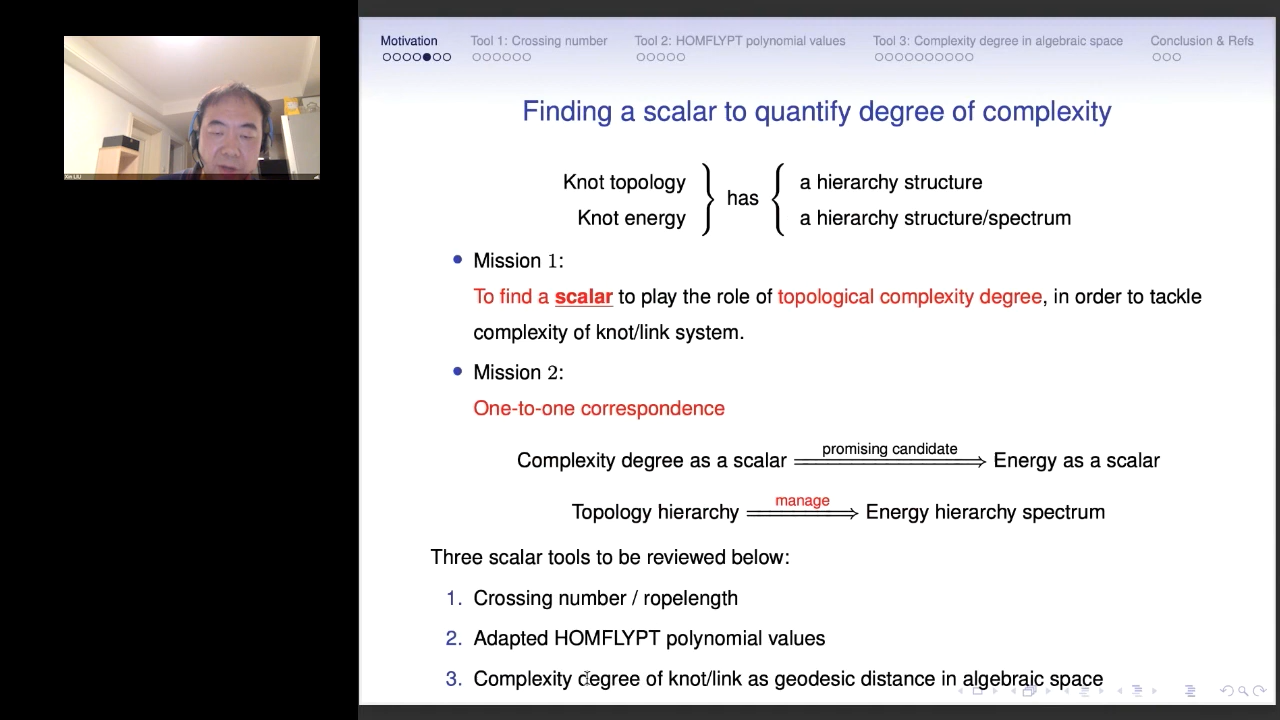 Motivation
Tool 1: Crossing number
Tool 2: HOMFLYPT polynomial values
Tool 3: Complexity degree in algebraic space
Conclusion & Refs
Finding a scalar to quantify degree of complexity
Knot topology
Knot energy
has
a hierarchy structure
a hierarchy structure/spectrum
Mission 1:
To find a scalar to play the role of topological complexity degree, in order to tackle
complexity of knot/link system.
Mission 2:
One-to-one correspondence
Complexity degree as a scalar promising candidate Energy as a scalar
Topology hierarchy manage Energy hierarchy spectrum
Three scalar tools to be reviewed below:
1. Crossing number / ropelength
2. Adapted HOMFLYPT polynomial values
3. Complexity degree of knot/link as geodesic distance in algebraic space
Xin LIU